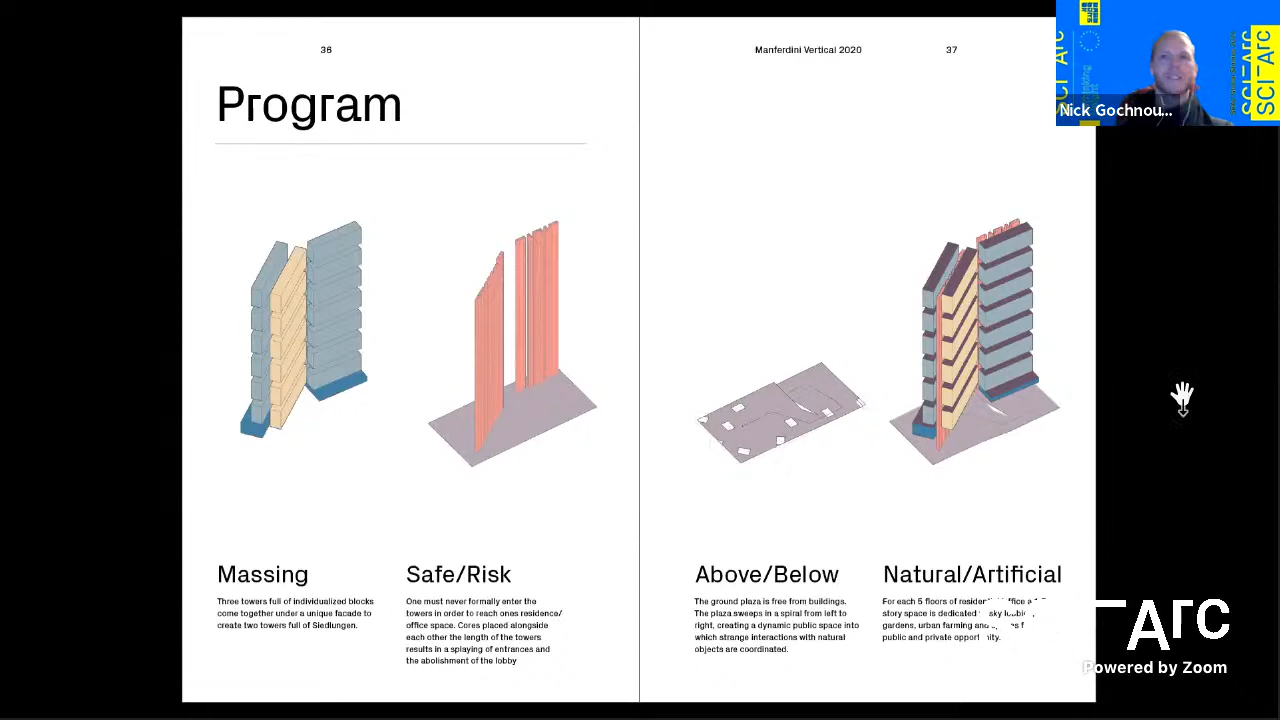 36
Manferdini Vertical 2020
37
Program
Nick Gochnou...
SCI_Arc
SCI_Arc
Massing
Three towers full of individualized blocks
come together under a unique facade to
create two towers full of Siedlungen.
Safe/Risk
One must never formally enter the
towers in order to reach ones residence/
office space. Cores placed alongside
each other the length of the towers
results in a splaying of entrances and
the abolishment of the lobby
Above/Below
The ground plaza is free from buildings.
The plaza sweeps in a spiral from left to
right, creating a dynamic public space into
which strange interactions with natural
objects are coordinated.
Natural/Artificial
For each 5 floors of
story space is dedicated
gardens, urban farming and
public and private
Arc
Powered by Zoom